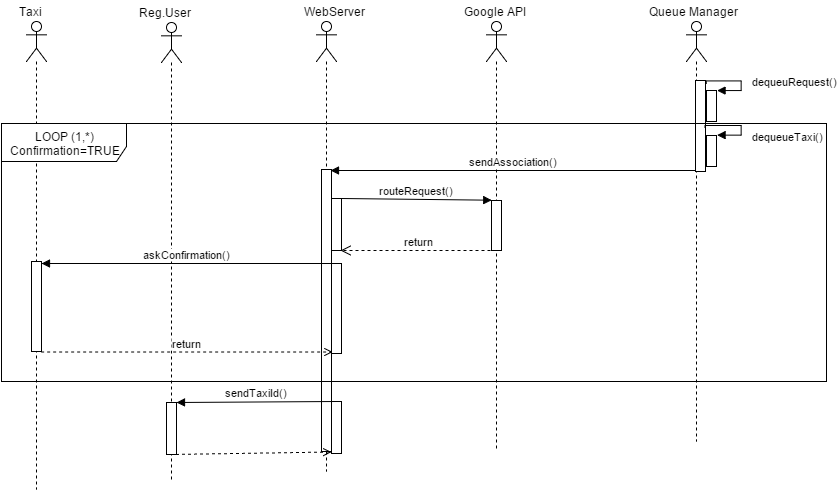 Taxi
Reg.User
WebServer
Google API
Queue Manager
dequeuRequest()
LOOP (1,*)
Confirmation=TRUE
dequeueTaxi()
sendAssociation()
routeRequest()
return
askConfirmation()
return
sendTaxiId()